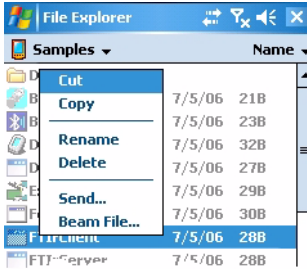 File Explorer
Samples Name
D
Cut
B Copy 7/5/06 21B
B 7/5/06 23B
D Rename 7/5/06 32B
D Delete 7/5/06 27B
E Send... 7/5/06 29B
F Beam File... 7/5/06 30B
FTIrClient 7/5/06 28B
FTIrServer 7/5/06 28B